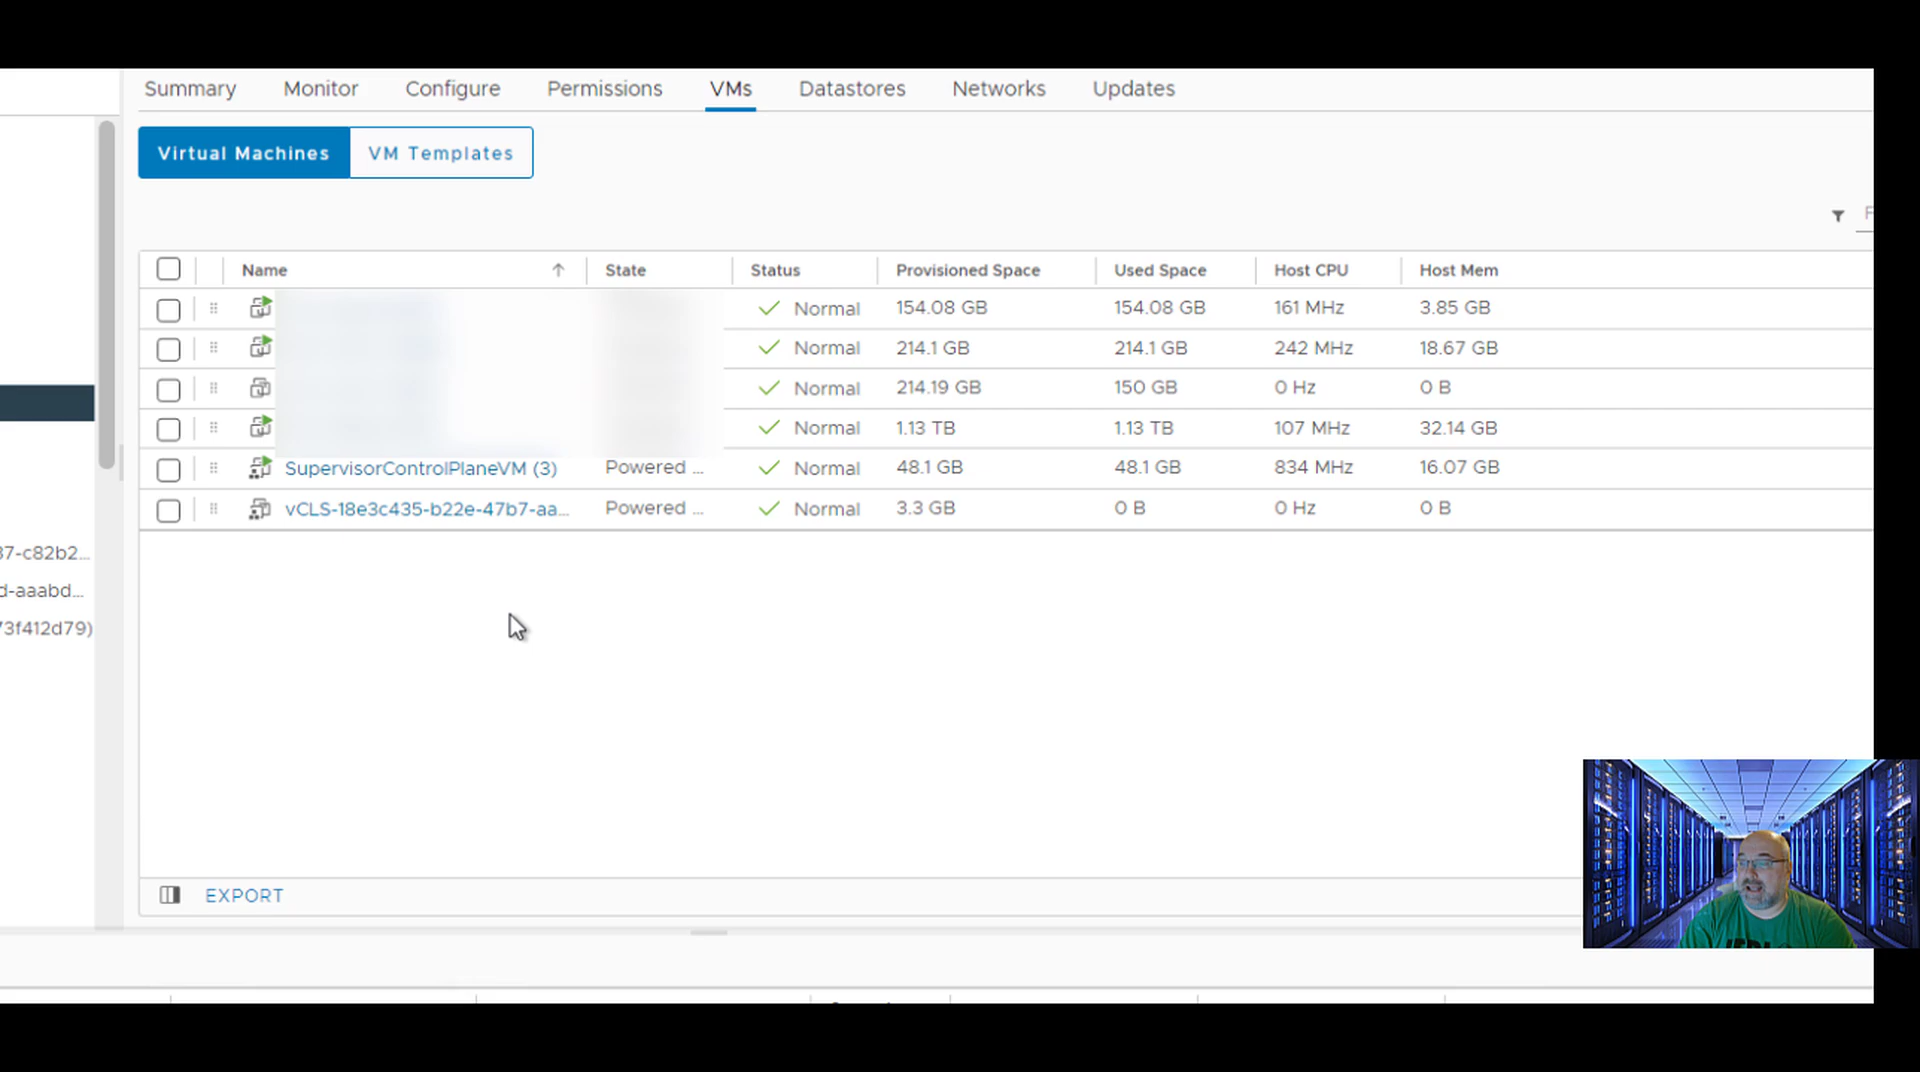 Summary Monitor Configure Permissions VMs Datastores Networks Updates
Virtual Machines VM Templates
Name State Status Provisioned Space Used Space Host CPU Host Mem
Normal 154.08 GB 154.08 GB 161 MHz 3.85 GB
Normal 214.1 GB 214.1 GB 242 MHz 18.67 GB
Normal 214.19 GB 150 GB 0 Hz 0 B
Normal 1.13 TB 1.13 TB 107 MHz 32.14 GB
SupervisorControlPlaneVM (3) Powered ... Normal 48.1 GB 48.1 GB 834 MHz 16.07 GB
vCLS-18e3c435-b22e-47b7-aa... Powered ... Normal 3.3 GB 0 B 0 Hz 0 B
37-c82b2...
d-aaabd...
73f412d79)
EXPORT